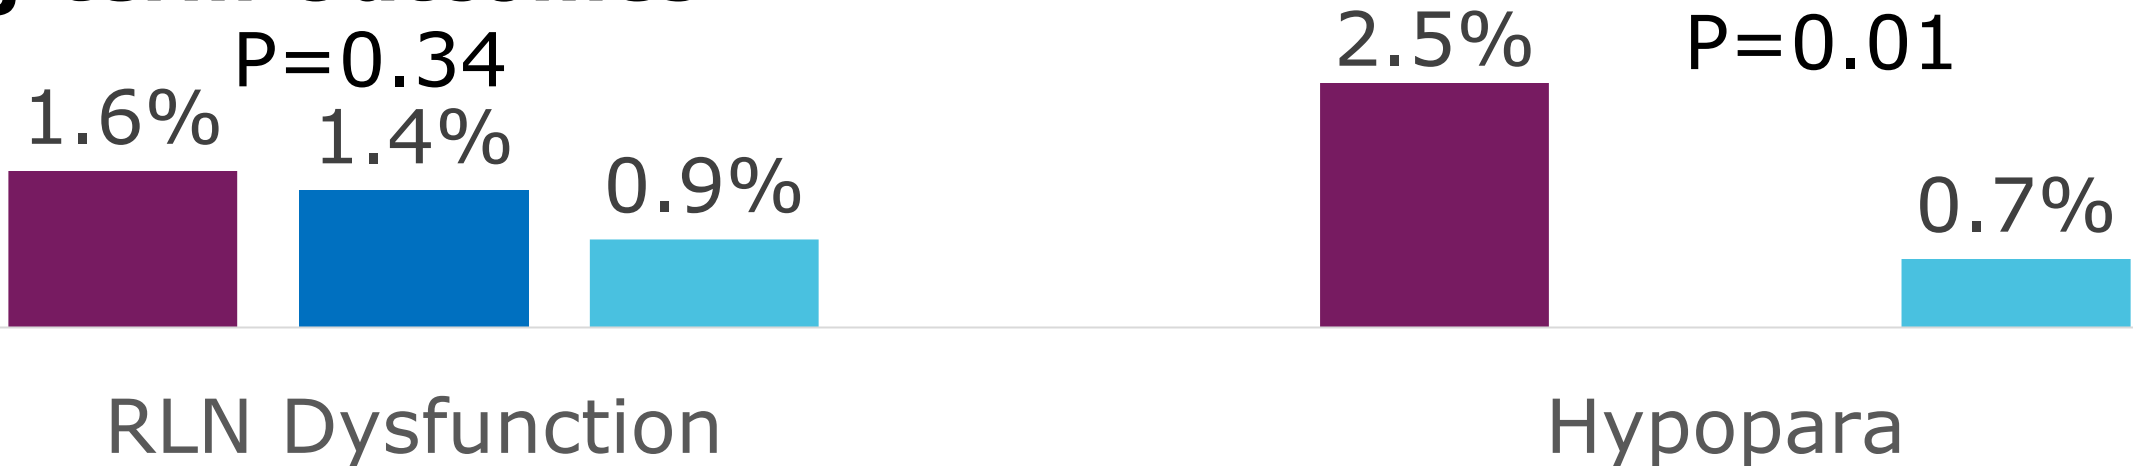 P=0.34
2.5%
P=0.01
1.6%
1.4%
0.9%
0.7%
RLN Dysfunction
Hypopara